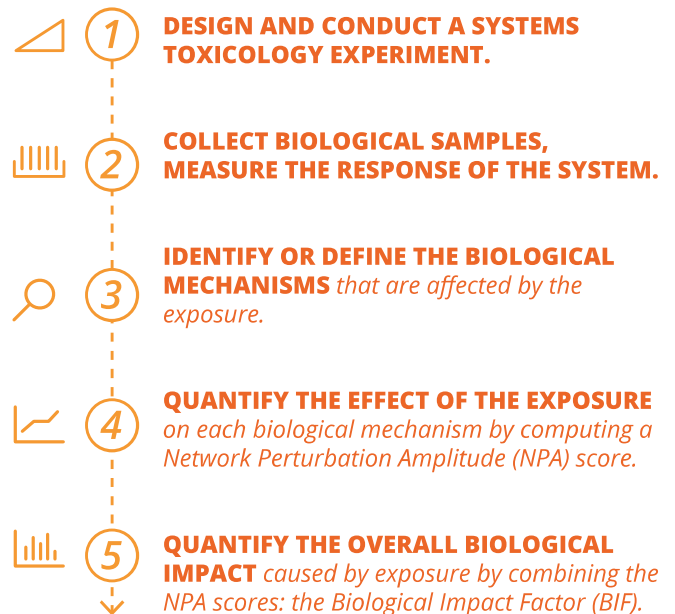 1
DESIGN AND CONDUCT A SYSTEMS
TOXICOLOGY EXPERIMENT.
2
COLLECT BIOLOGICAL SAMPLES,
MEASURE THE RESPONSE OF THE SYSTEM.
3
IDENTIFY OR DEFINE THE BIOLOGICAL
MECHANISMS that are affected by the
exposure.
4
QUANTIFY THE EFFECT OF THE EXPOSURE
on each biological mechanism by computing a
Network Perturbation Amplitude (NPA) score.
5
QUANTIFY THE OVERALL BIOLOGICAL
IMPACT caused by exposure by combining the
NPA scores: the Biological Impact Factor (BIF).